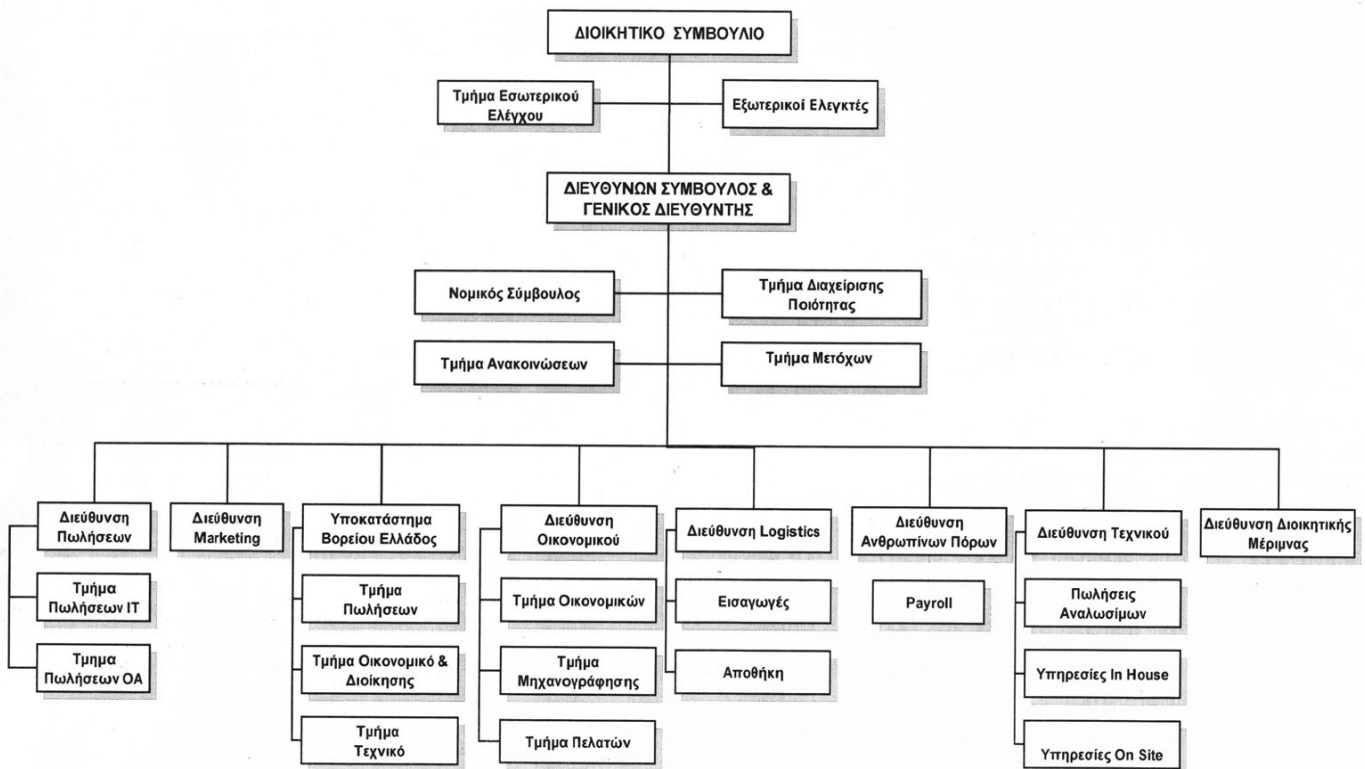 ΔΙΟΙΚΗΤΙΚΟ ΣΥΜΒΟΥΛΙΟ
Τμήμα Εσωτερικού
Ελέγχου
Εξωτερικοί Ελεγκτές
ΔΙΕΥΘΥΝΩΝ ΣΥΜΒΟΥΛΟΣ &
ΓΕΝΙΚΟΣ ΔΙΕΥΘΥΝΤΗΣ
Νομικός Σύμβουλος
Τμήμα Διαχείρισης
Ποιότητας
Τμήμα Ανακοινώσεων
Τμήμα Μετόχων
Διεύθυνση
Πωλήσεων
Τμήμα
Πωλήσεων IT
Τμημα
Πωλήσεων ΟΑ
Διεύθυνση
Marketing
Υποκατάστημα
Βορείου Ελλάδος
Τμήμα
Πωλήσεων
Τμήμα Οικονομικό &
Διοίκησης
Τμήμα
Τεχνικό
Διεύθυνση
Οικονομικού
Τμήμα Οικονομικών
Τμήμα
Μηχανογράφησης
Τμήμα Πελατών
Διεύθυνση Logistics
Εισαγωγές
Αποθήκη
Διεύθυνση
Ανθρωπίνων Πόρων
Payroll
Διεύθυνση Τεχνικού
Πωλήσεις
Αναλωσίμων
Υπηρεσίες In House
Υπηρεσίες On Site
Διεύθυνση Διοικητικής
Μέριμνας